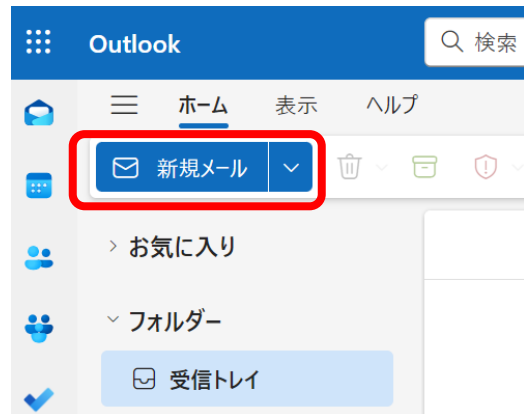 Outlook 検索
ホーム 表示 ヘルプ
新規メール
お気に入り
フォルダー
受信トレイ